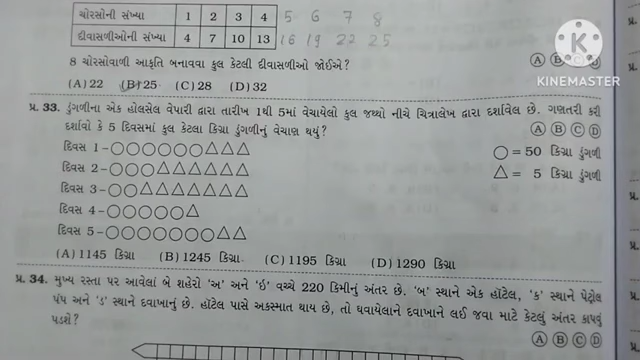 ચોરસોની સંખ્યા 1 2 3 4 5 6 7 8
દીવાસળીઓની સંખ્યા 4 7 10 13 16 19 22 25
8 ચોરસોવાળી આકૃતિ બનાવવા કુલ કેટલી દીવાસળીઓ જોઈએ? A B
(A) 22 (B) 25 (C) 28 (D) 32
KINEMASTER
પ્ર. 33. ડુંગળીના એક હોલસેલ વેપારી દ્વારા તારીખ 1થી 5માં વેચાયેલો કુલ જથ્થો નીચે ચિત્રાલેખ દ્વારા દર્શાવેલ છે. ગણતરી કરી
દર્શાવો કે 5 દિવસમાં કુલ કેટલા કિગ્રા ડુંગળીનું વેચાણ થયું? A B C D
દિવસ 1 - ○○○○○○○△△△ ○ = 50 કિગ્રા ડુંગળી
દિવસ 2 - ○○○△△△△△△ △ = 5 કિગ્રા ડુંગળી
દિવસ 3 - ○○△△△△△△△
દિવસ 4 - ○○○○○△
દિવસ 5 - ○○○○○○○△△
(A) 1145 કિગ્રા (B) 1245 કિગ્રા (C) 1195 કિગ્રા (D) 1290 કિગ્રા
પ્ર. 34. મુખ્ય રસ્તા પર આવેલાં બે શહેરો ‘અ’ અને ‘ઈ’ વચ્ચે 220 કિમીનું અંતર છે. ‘બ’ સ્થાને એક હૉટેલ, ‘ક’ સ્થાને પેટ્રોલ
પંપ અને ‘ડ’ સ્થાને દવાખાનું છે. હૉટેલ પાસે અકસ્માત થાય છે, તો ઘવાયેલાને દવાખાને લઈ જવા માટે કેટલું અંતર કાપવું
પડશે? A B C D